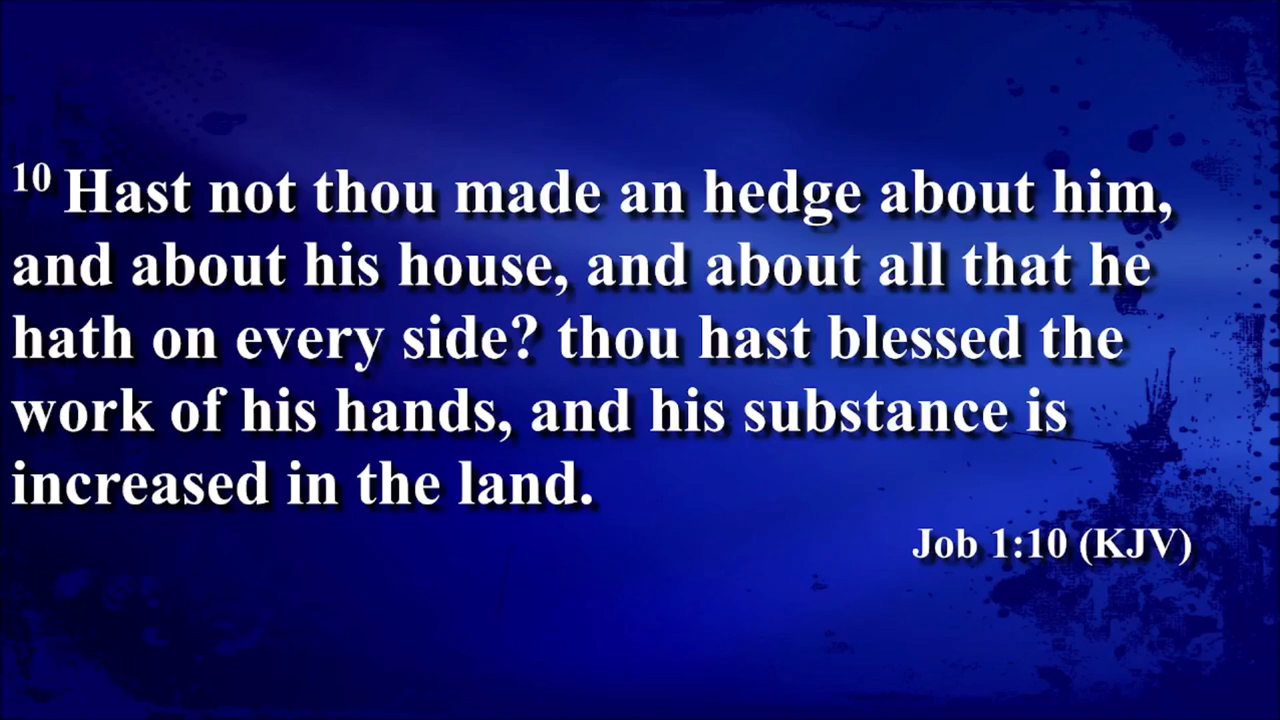 10 Hast not thou made an hedge about him,
and about his house, and about all that he
hath on every side? thou hast blessed the
work of his hands, and his substance is
increased in the land.
Job 1:10 (KJV)